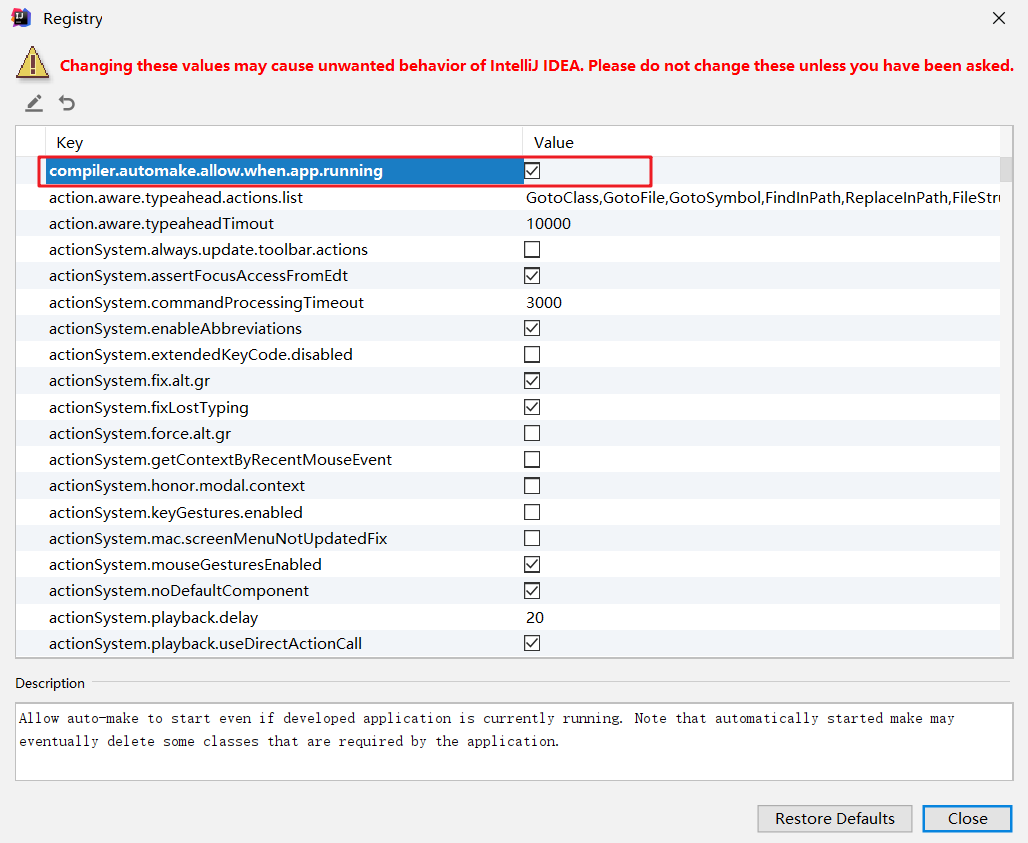 Registry
Changing these values may cause unwanted behavior of IntelliJ IDEA. Please do not change these unless you have been asked.
Key Value
compiler.automake.allow.when.app.running
action.aware.typeahead.actions.list GotoClass,GotoFile,GotoSymbol,FindInPath,ReplaceInPath,FileStru
action.aware.typeaheadTimout 10000
actionSystem.always.update.toolbar.actions
actionSystem.assertFocusAccessFromEdt
actionSystem.commandProcessingTimeout 3000
actionSystem.enableAbbreviations
actionSystem.extendedKeyCode.disabled
actionSystem.fix.alt.gr
actionSystem.fixLostTyping
actionSystem.force.alt.gr
actionSystem.getContextByRecentMouseEvent
actionSystem.honor.modal.context
actionSystem.keyGestures.enabled
actionSystem.mac.screenMenuNotUpdatedFix
actionSystem.mouseGesturesEnabled
actionSystem.noDefaultComponent
actionSystem.playback.delay 20
actionSystem.playback.useDirectActionCall
Description
Allow auto-make to start even if developed application is currently running. Note that automatically started make may
eventually delete some classes that are required by the application.
Restore Defaults Close